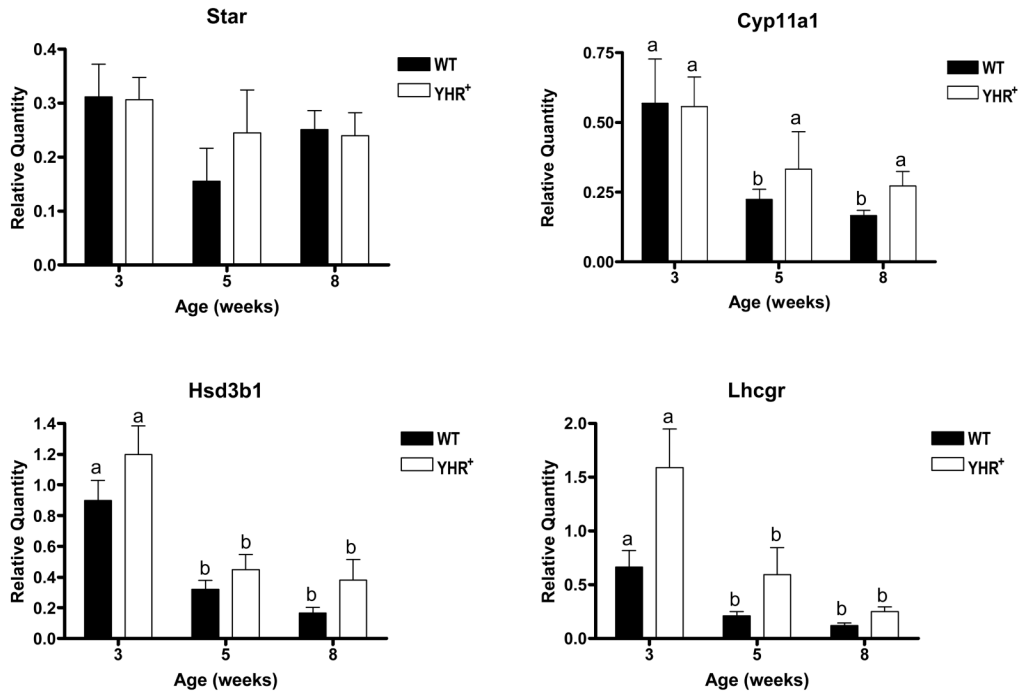 Star
Relative Quantity
0.4
0.3
0.2
0.1
0.0
3 5 8
Age (weeks)
WT
YHR⁺
Cyp11a1
Relative Quantity
0.75
0.50
0.25
0.00
a a
b a
b a
3 5 8
Age (weeks)
WT
YHR⁺
Hsd3b1
Relative Quantity
1.4
1.2
1.0
0.8
0.6
0.4
0.2
0.0
a a
b b
b b
3 5 8
Age (weeks)
WT
YHR⁺
Lhcgr
Relative Quantity
2.0
1.5
1.0
0.5
0.0
a a
b b
b b
3 5 8
Age (weeks)
WT
YHR⁺